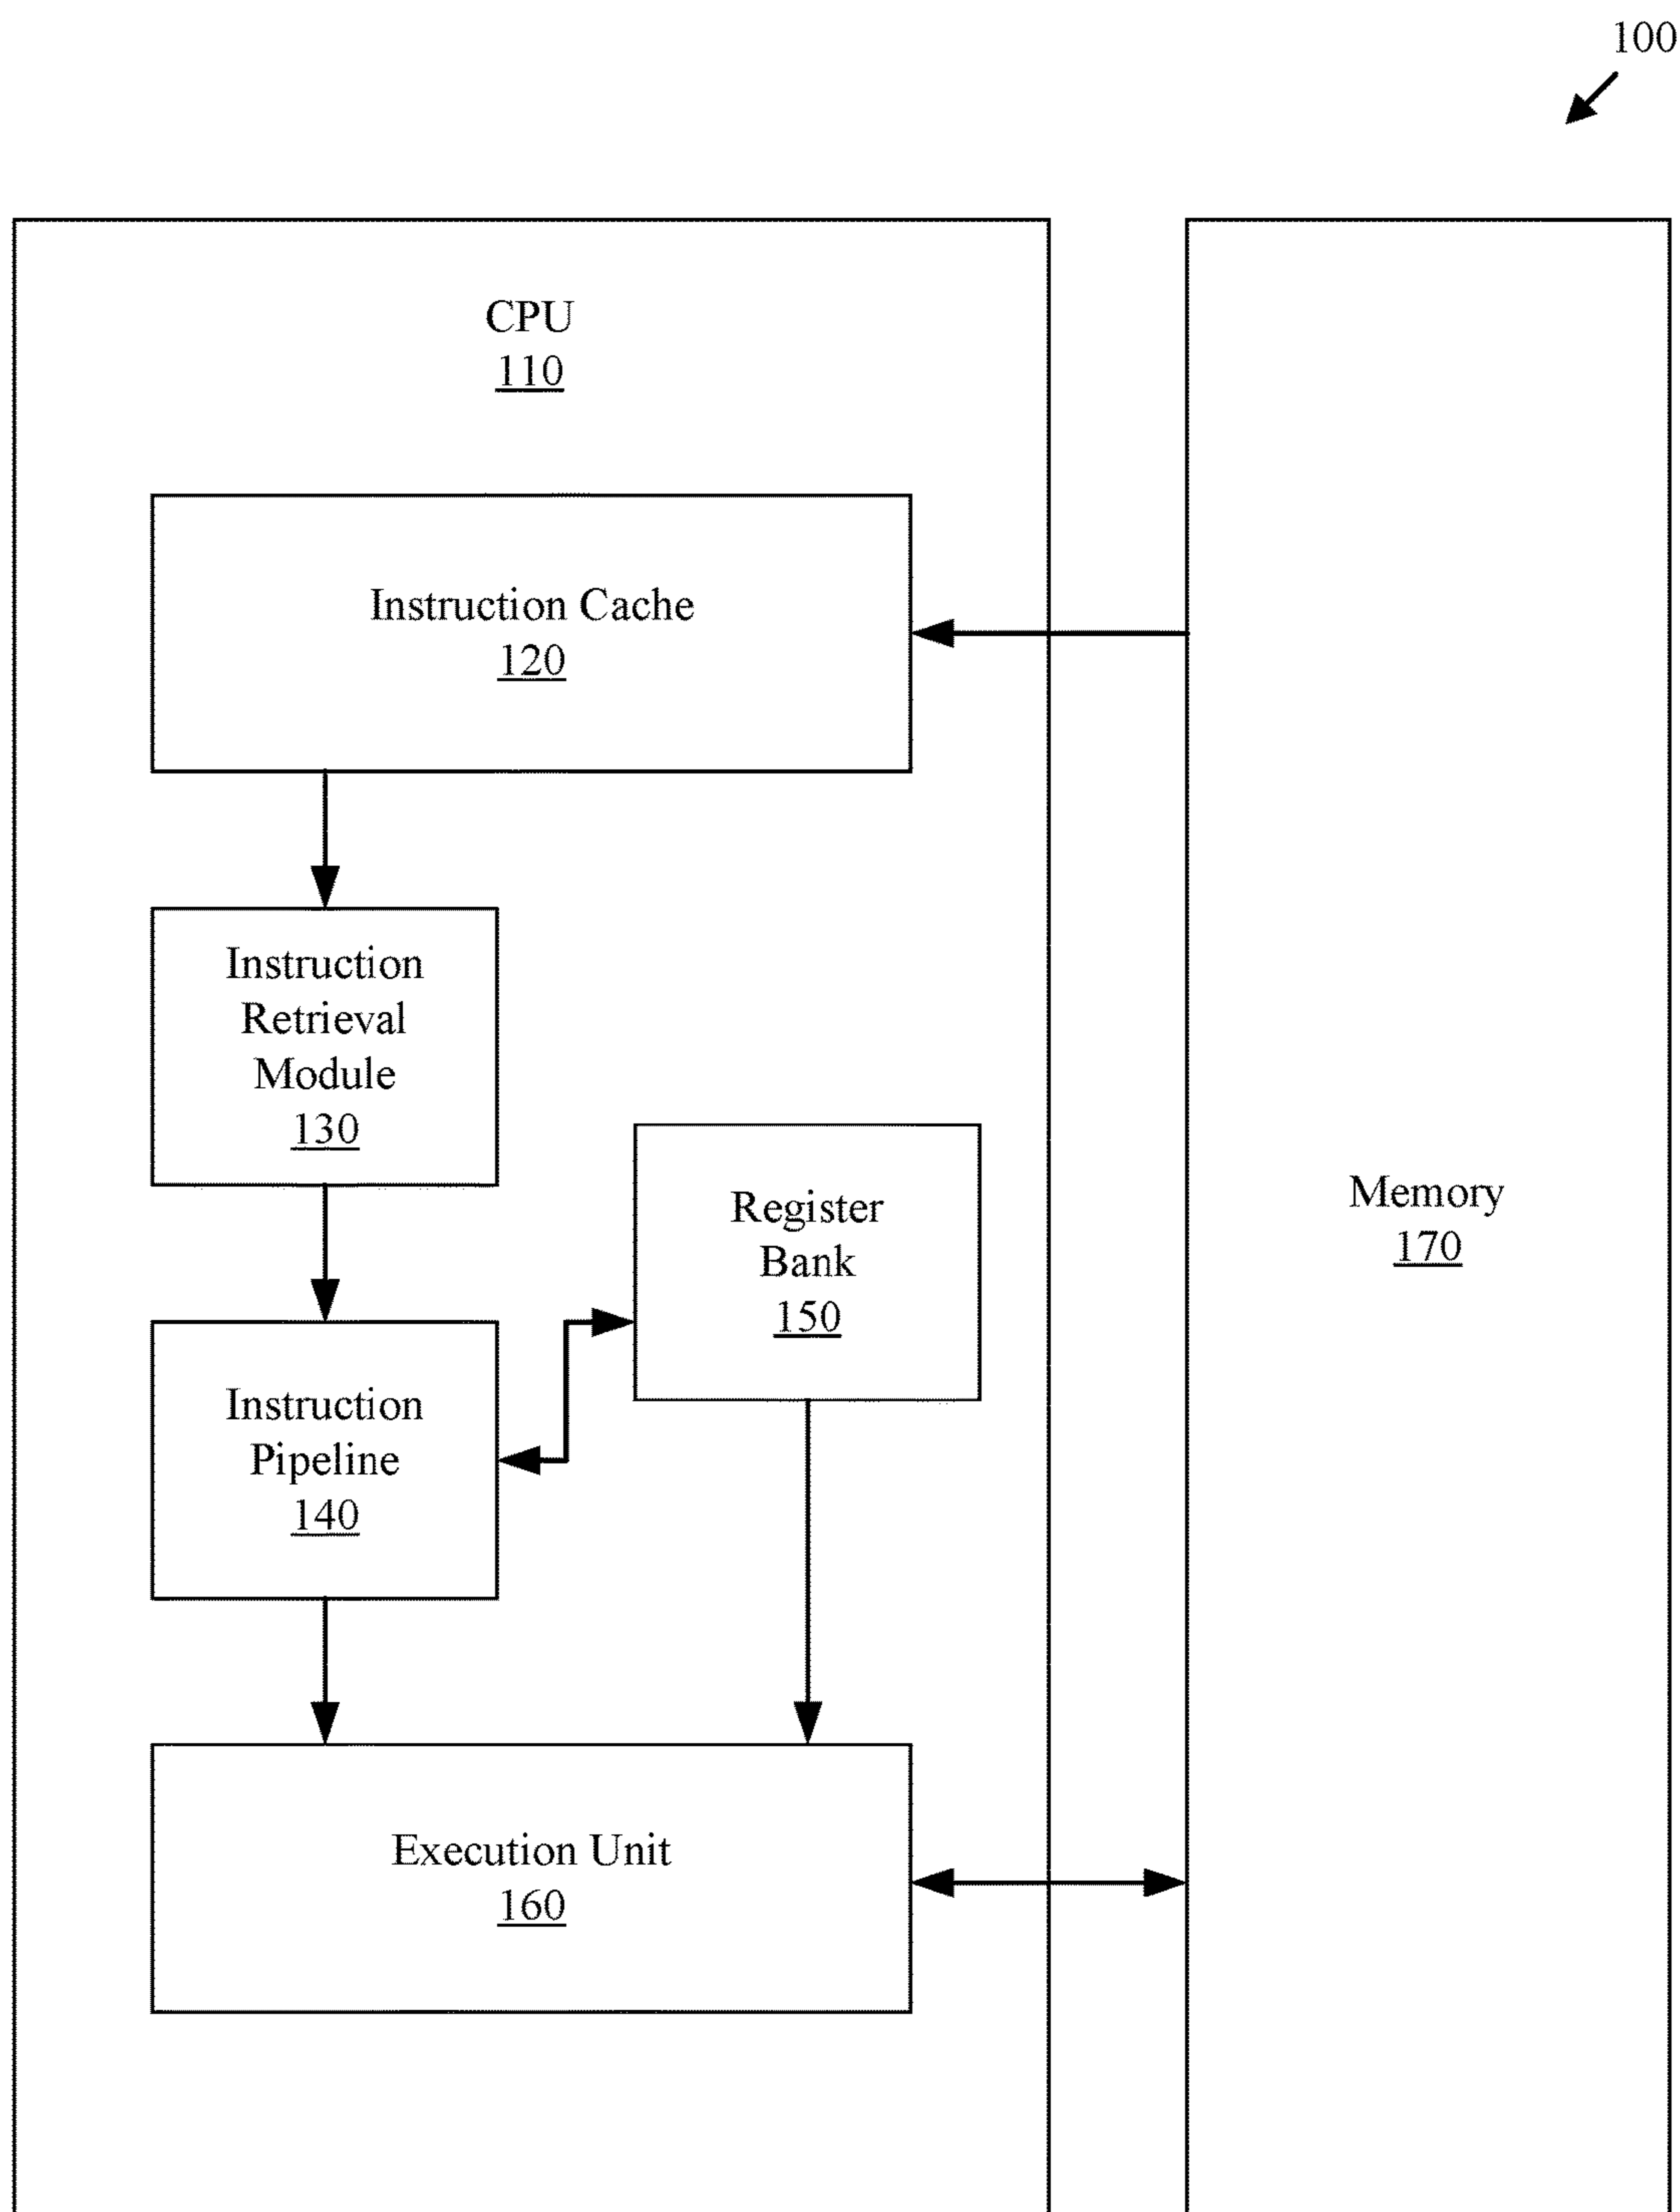 100
CPU
110
Instruction Cache
120
Instruction
Retrieval
Module
130
Register
Bank
150
Memory
170
Instruction
Pipeline
140
Execution Unit
160